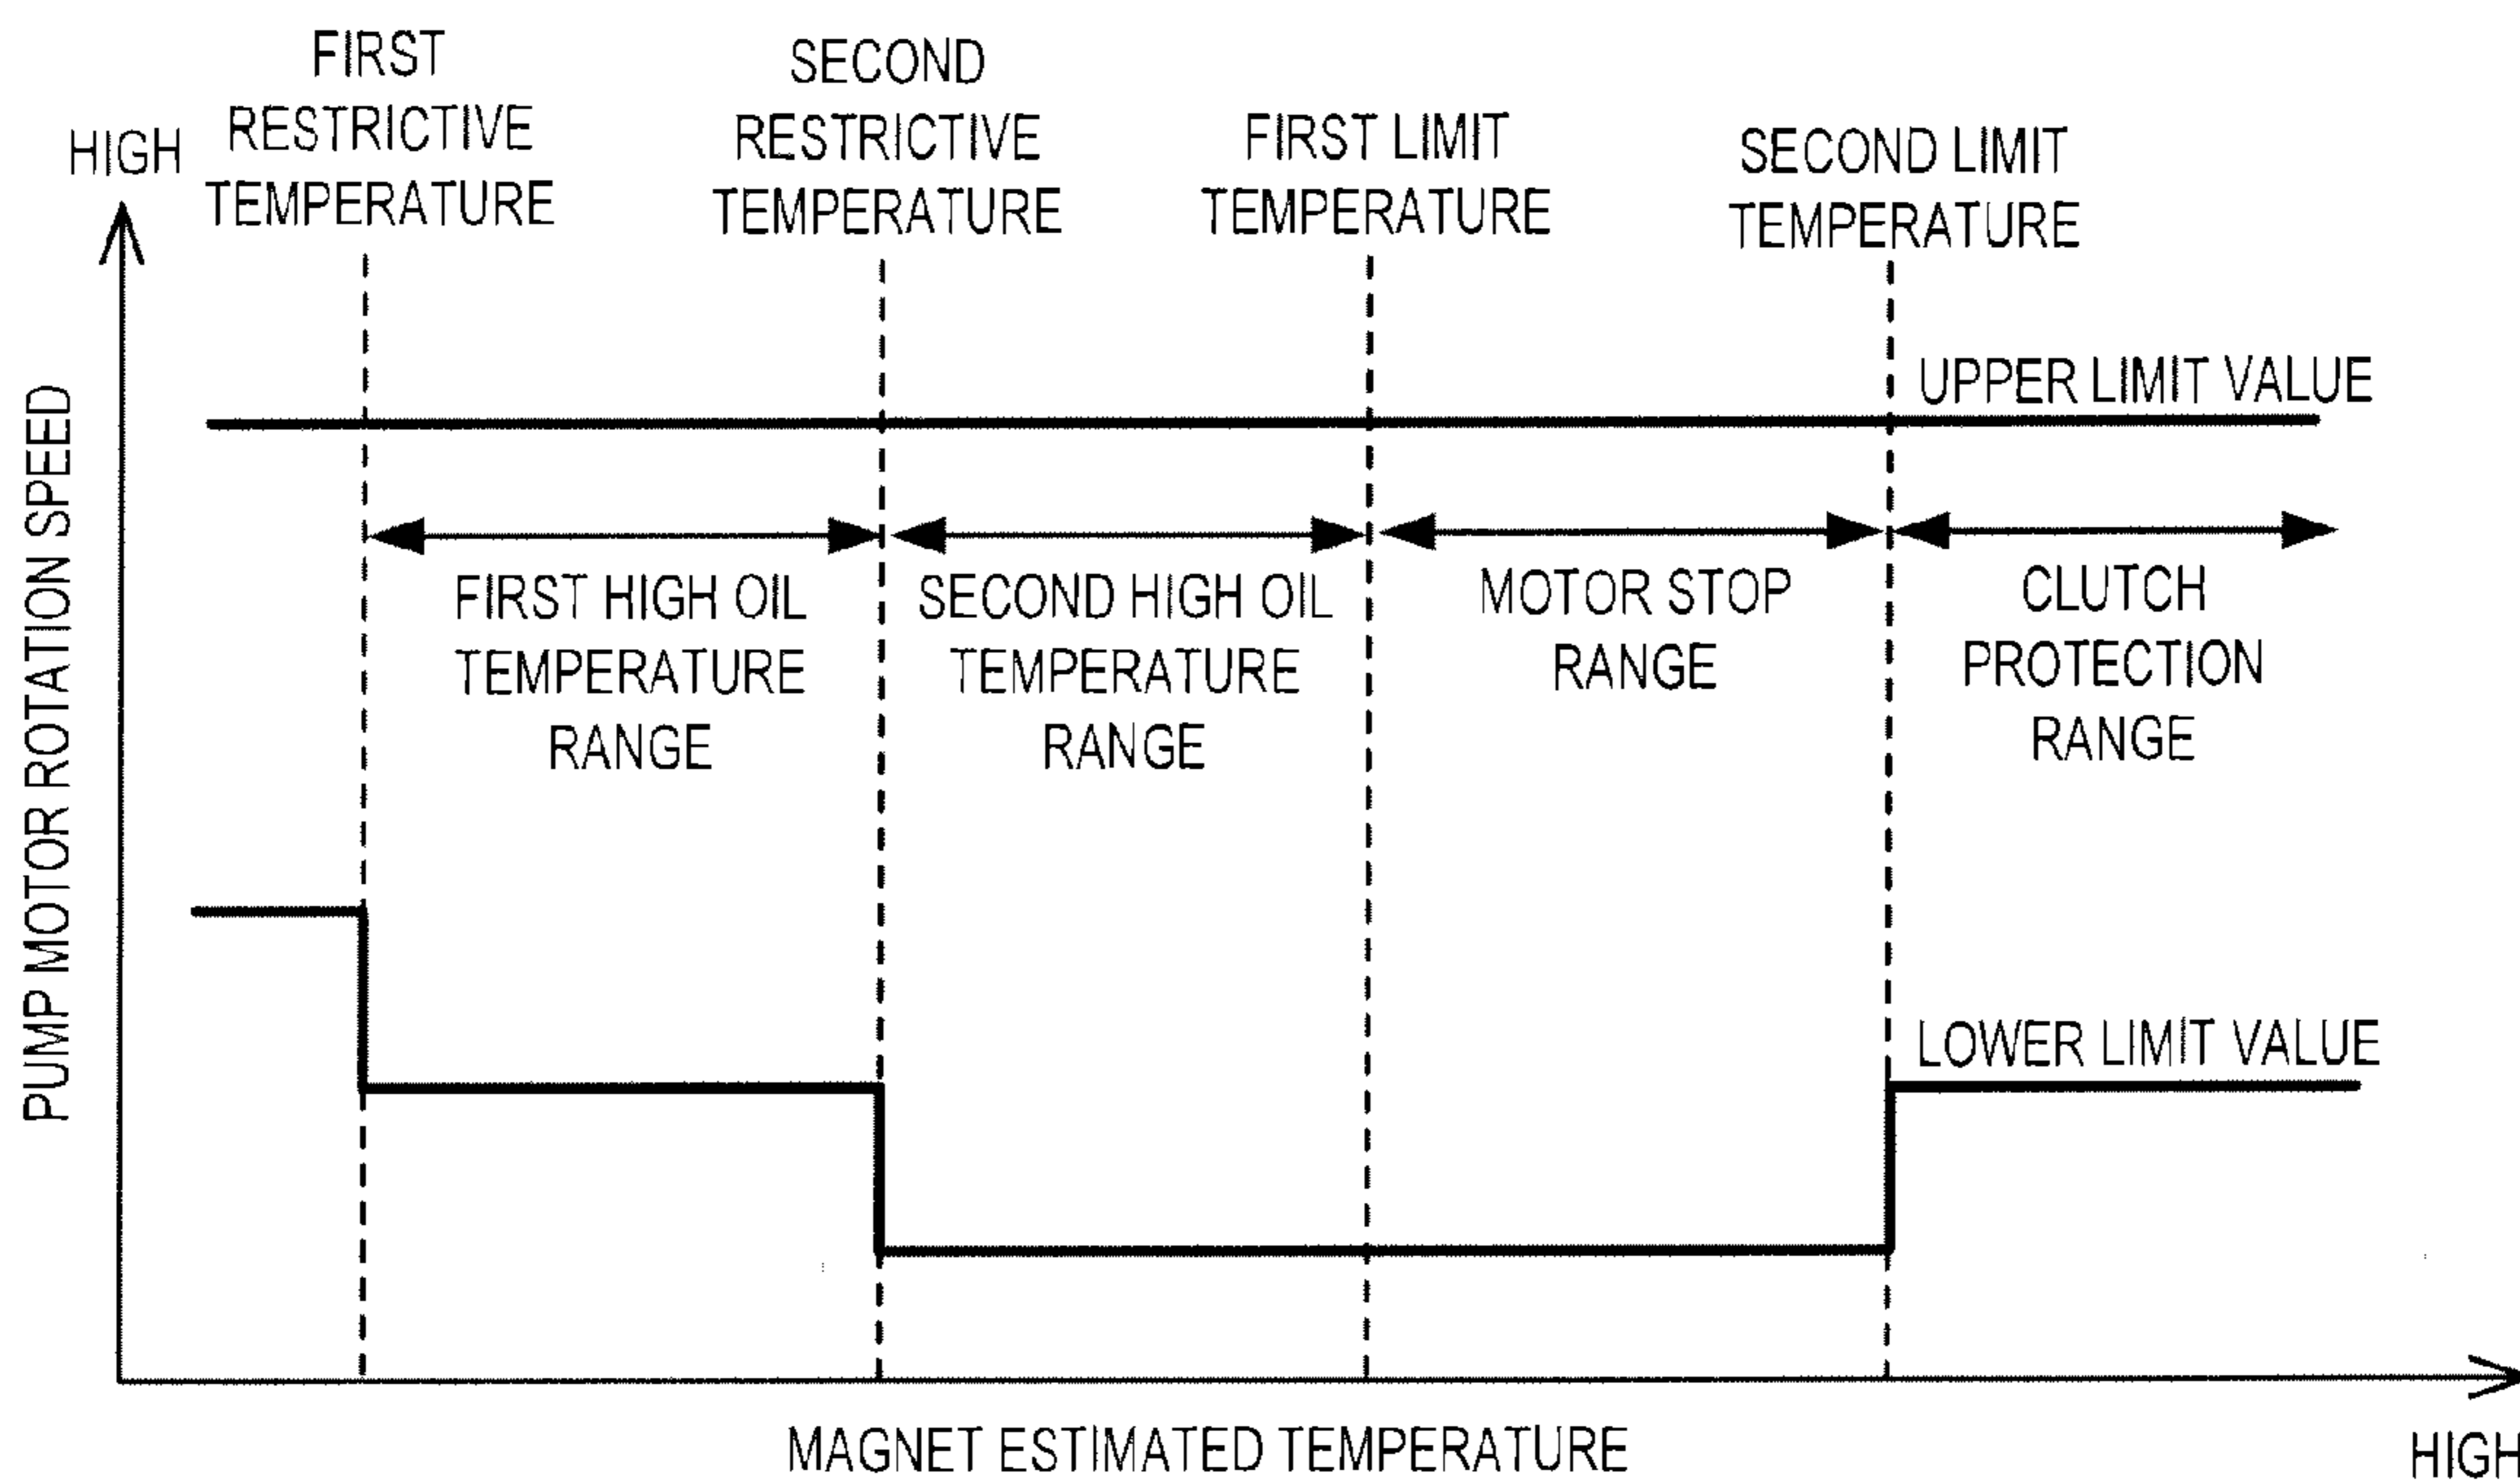 FIRST
RESTRICTIVE
TEMPERATURE
SECOND
RESTRICTIVE
TEMPERATURE
FIRST LIMIT
TEMPERATURE
SECOND LIMIT
TEMPERATURE
HIGH
PUMP MOTOR ROTATION SPEED
UPPER LIMIT VALUE
FIRST HIGH OIL
TEMPERATURE
RANGE
SECOND HIGH OIL
TEMPERATURE
RANGE
MOTOR STOP
RANGE
CLUTCH
PROTECTION
RANGE
LOWER LIMIT VALUE
MAGNET ESTIMATED TEMPERATURE
HIGH